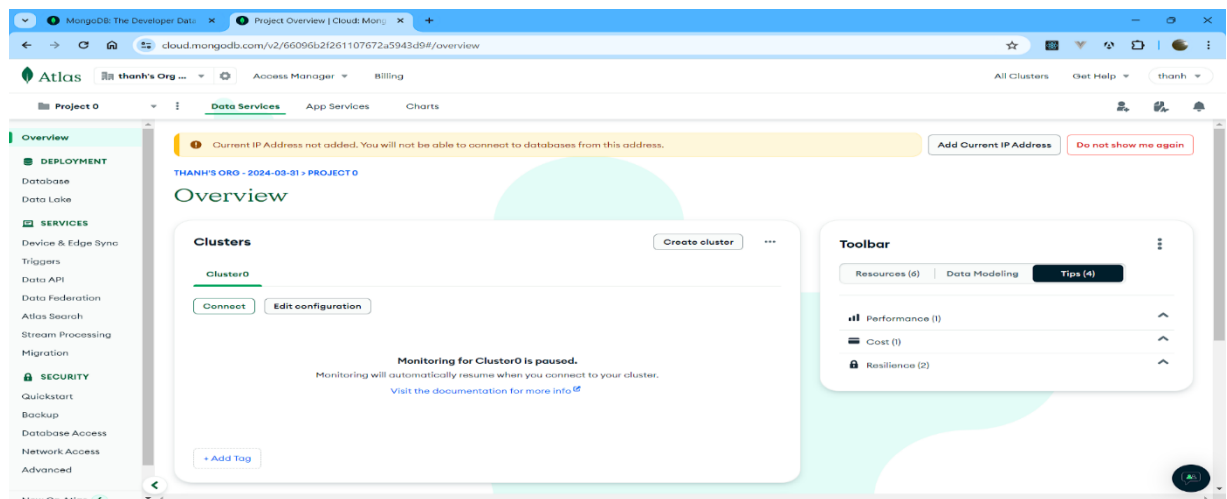 MongoDB: The Developer Data
Project Overview | Cloud: Mong
cloud.mongodb.com/v2/66096b2f261107672a5943d9#/overview
Atlas thanh's Org ... Access Manager Billing All Clusters Get Help thanh
Project 0 Data Services App Services Charts
Overview
DEPLOYMENT
Database
Data Lake
SERVICES
Device & Edge Sync
Triggers
Data API
Data Federation
Atlas Search
Stream Processing
Migration
SECURITY
Quickstart
Backup
Database Access
Network Access
Advanced
Current IP Address not added. You will not be able to connect to databases from this address.
Add Current IP Address
Do not show me again
THANH'S ORG - 2024-03-31 > PROJECT 0
Overview
Clusters
Create cluster
Cluster0
Connect
Edit configuration
Monitoring for Cluster0 is paused.
Monitoring will automatically resume when you connect to your cluster.
Visit the documentation for more info
+ Add Tag
Toolbar
Resources (6) Data Modeling Tips (4)
Performance (1)
Cost (1)
Resilience (2)